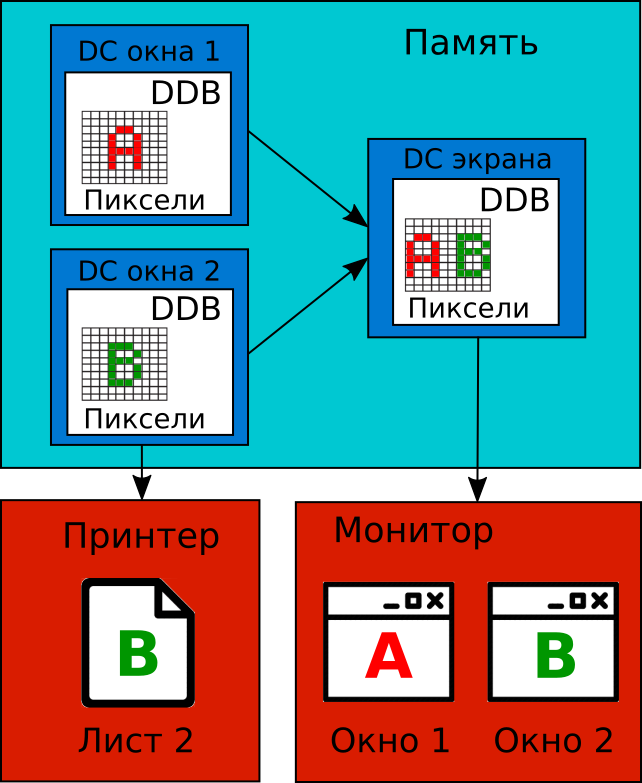 Память
DC окна 1
DDB
A
Пиксели
DC экрана
DDB
A B
Пиксели
DC окна 2
DDB
B
Пиксели
Принтер
B
Лист 2
Монитор
A
B
Окно 1
Окно 2